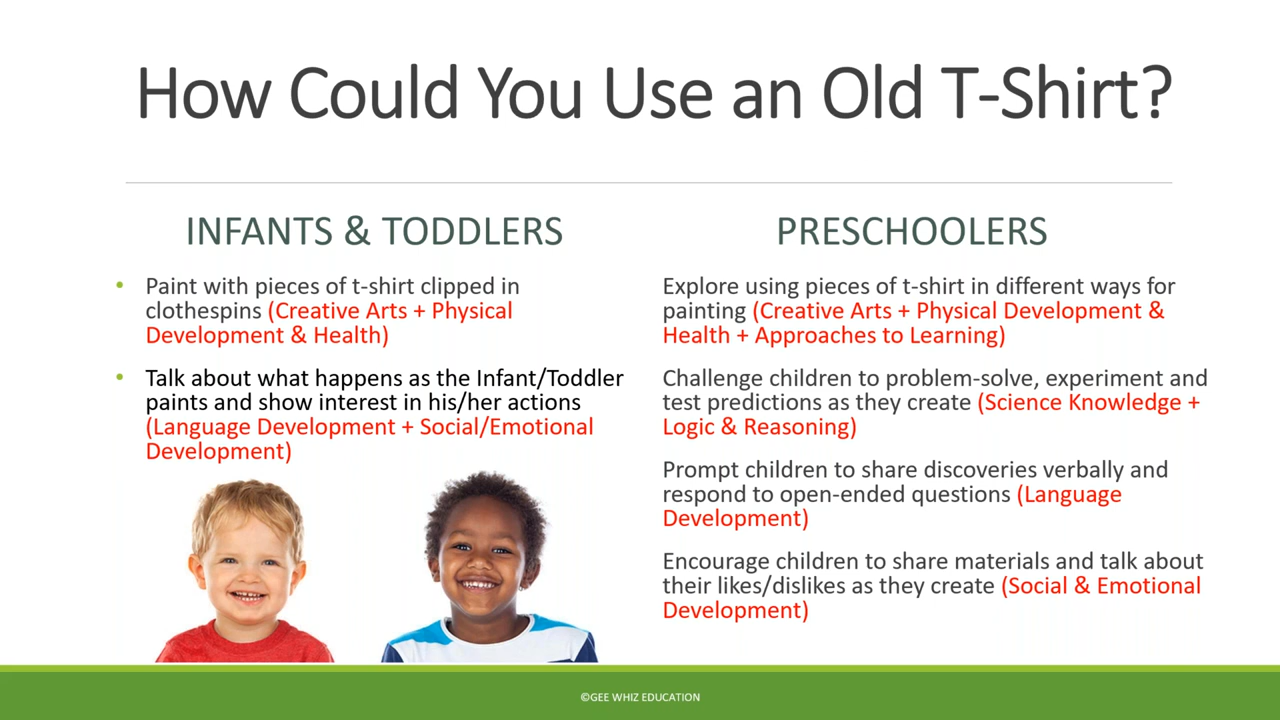 How Could You Use an Old T-Shirt?
INFANTS & TODDLERS
• Paint with pieces of t-shirt clipped in
clothespins (Creative Arts + Physical
Development & Health)
• Talk about what happens as the Infant/Toddler
paints and show interest in his/her actions
(Language Development + Social/Emotional
Development)
PRESCHOOLERS
Explore using pieces of t-shirt in different ways for
painting (Creative Arts + Physical Development &
Health + Approaches to Learning)
Challenge children to problem-solve, experiment and
test predictions as they create (Science Knowledge +
Logic & Reasoning)
Prompt children to share discoveries verbally and
respond to open-ended questions (Language
Development)
Encourage children to share materials and talk about
their likes/dislikes as they create (Social & Emotional
Development)
©GEE WHIZ EDUCATION